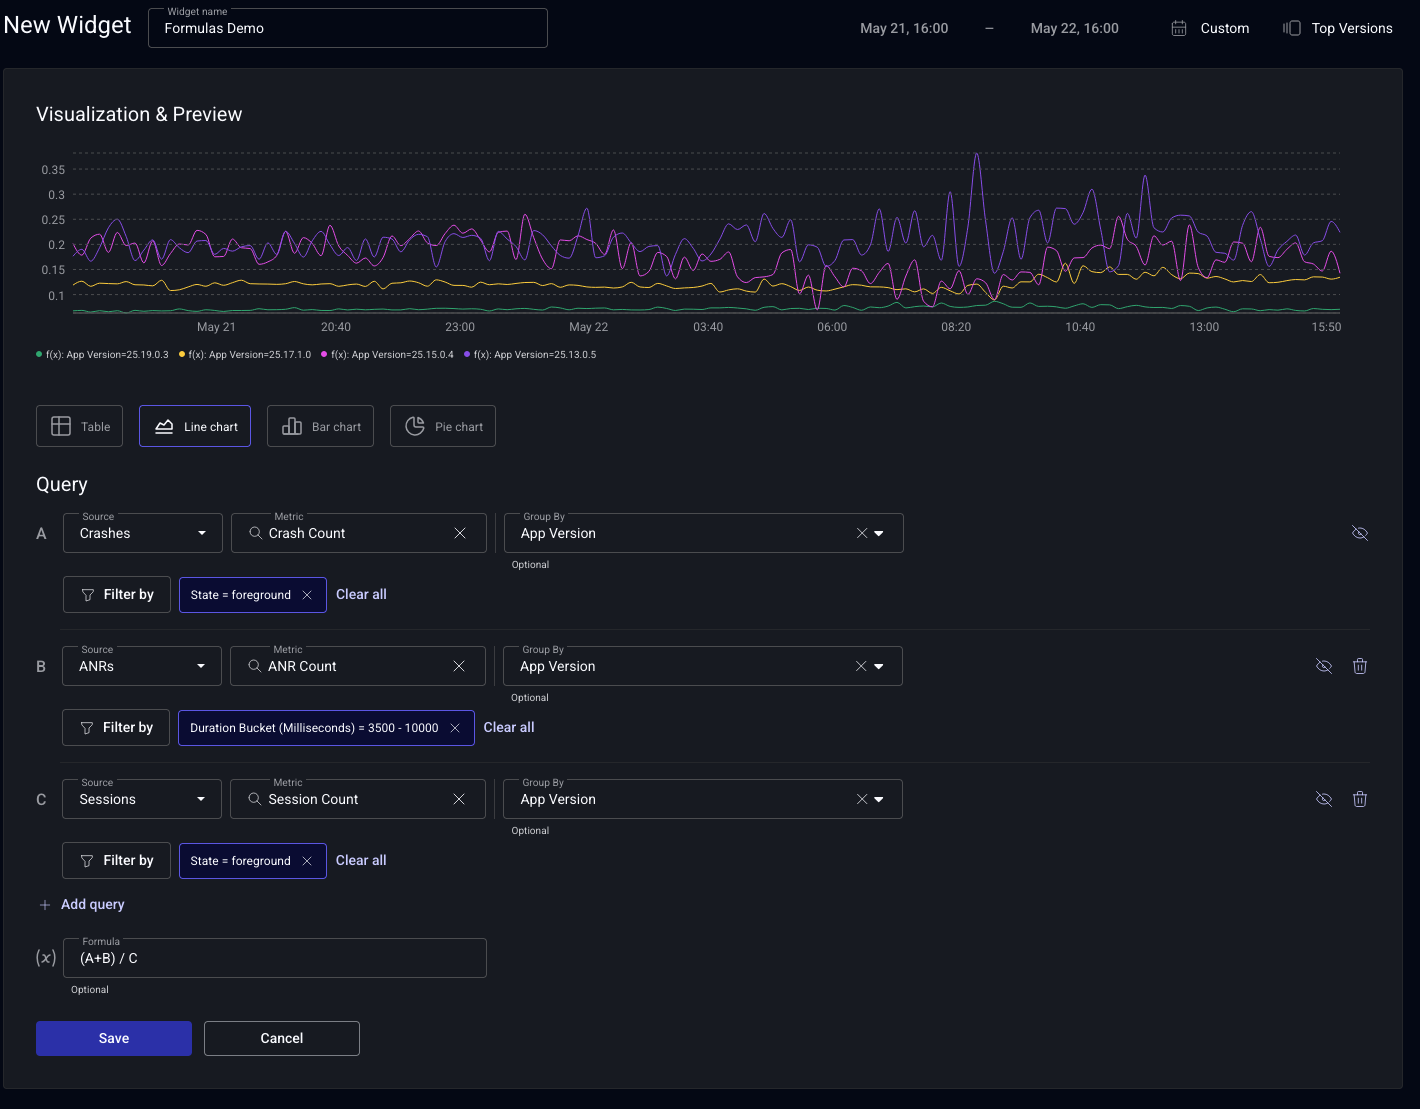 New Widget
Widget name
Formulas Demo
May 21, 16:00 – May 22, 16:00
Custom
Top Versions
Visualization & Preview
0.35
0.3
0.25
0.2
0.15
0.1
May 21 20:40 23:00 May 22 03:40 06:00 08:20 10:40 13:00 15:50
f(x): App Version=25.19.0.3 f(x): App Version=25.17.1.0 f(x): App Version=25.15.0.4 f(x): App Version=25.13.0.5
Table Line chart Bar chart Pie chart
Query
Source Metric Group By
A Crashes Crash Count App Version
Optional
Filter by State = foreground Clear all
Source Metric Group By
B ANRs ANR Count App Version
Optional
Filter by Duration Bucket (Milliseconds) = 3500 - 10000 Clear all
Source Metric Group By
C Sessions Session Count App Version
Optional
Filter by State = foreground Clear all
+ Add query
Formula
(x) (A+B) / C
Optional
Save Cancel